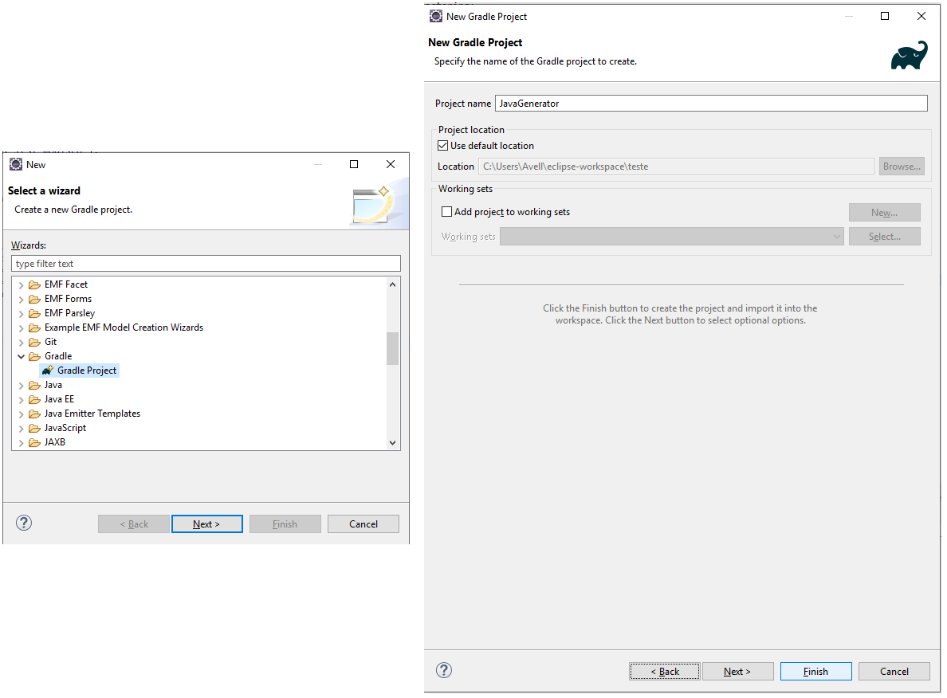 New
Select a wizard
Create a new Gradle project.
Wizards:
type filter text
EMF Facet
EMF Forms
EMF Parsley
Example EMF Model Creation Wizards
Git
Gradle
Gradle Project
Java
Java EE
Java Emitter Templates
JavaScript
JAXB
< Back
Next >
Finish
Cancel
New Gradle Project
New Gradle Project
Specify the name of the Gradle project to create.
Project name JavaGenerator
Project location
Use default location
Location C:\Users\Avell\eclipse-workspace\teste Browse...
Working sets
Add project to working sets New...
Working sets Select...
Click the Finish button to create the project and import it into the
workspace. Click the Next button to select optional options.
< Back
Next >
Finish
Cancel